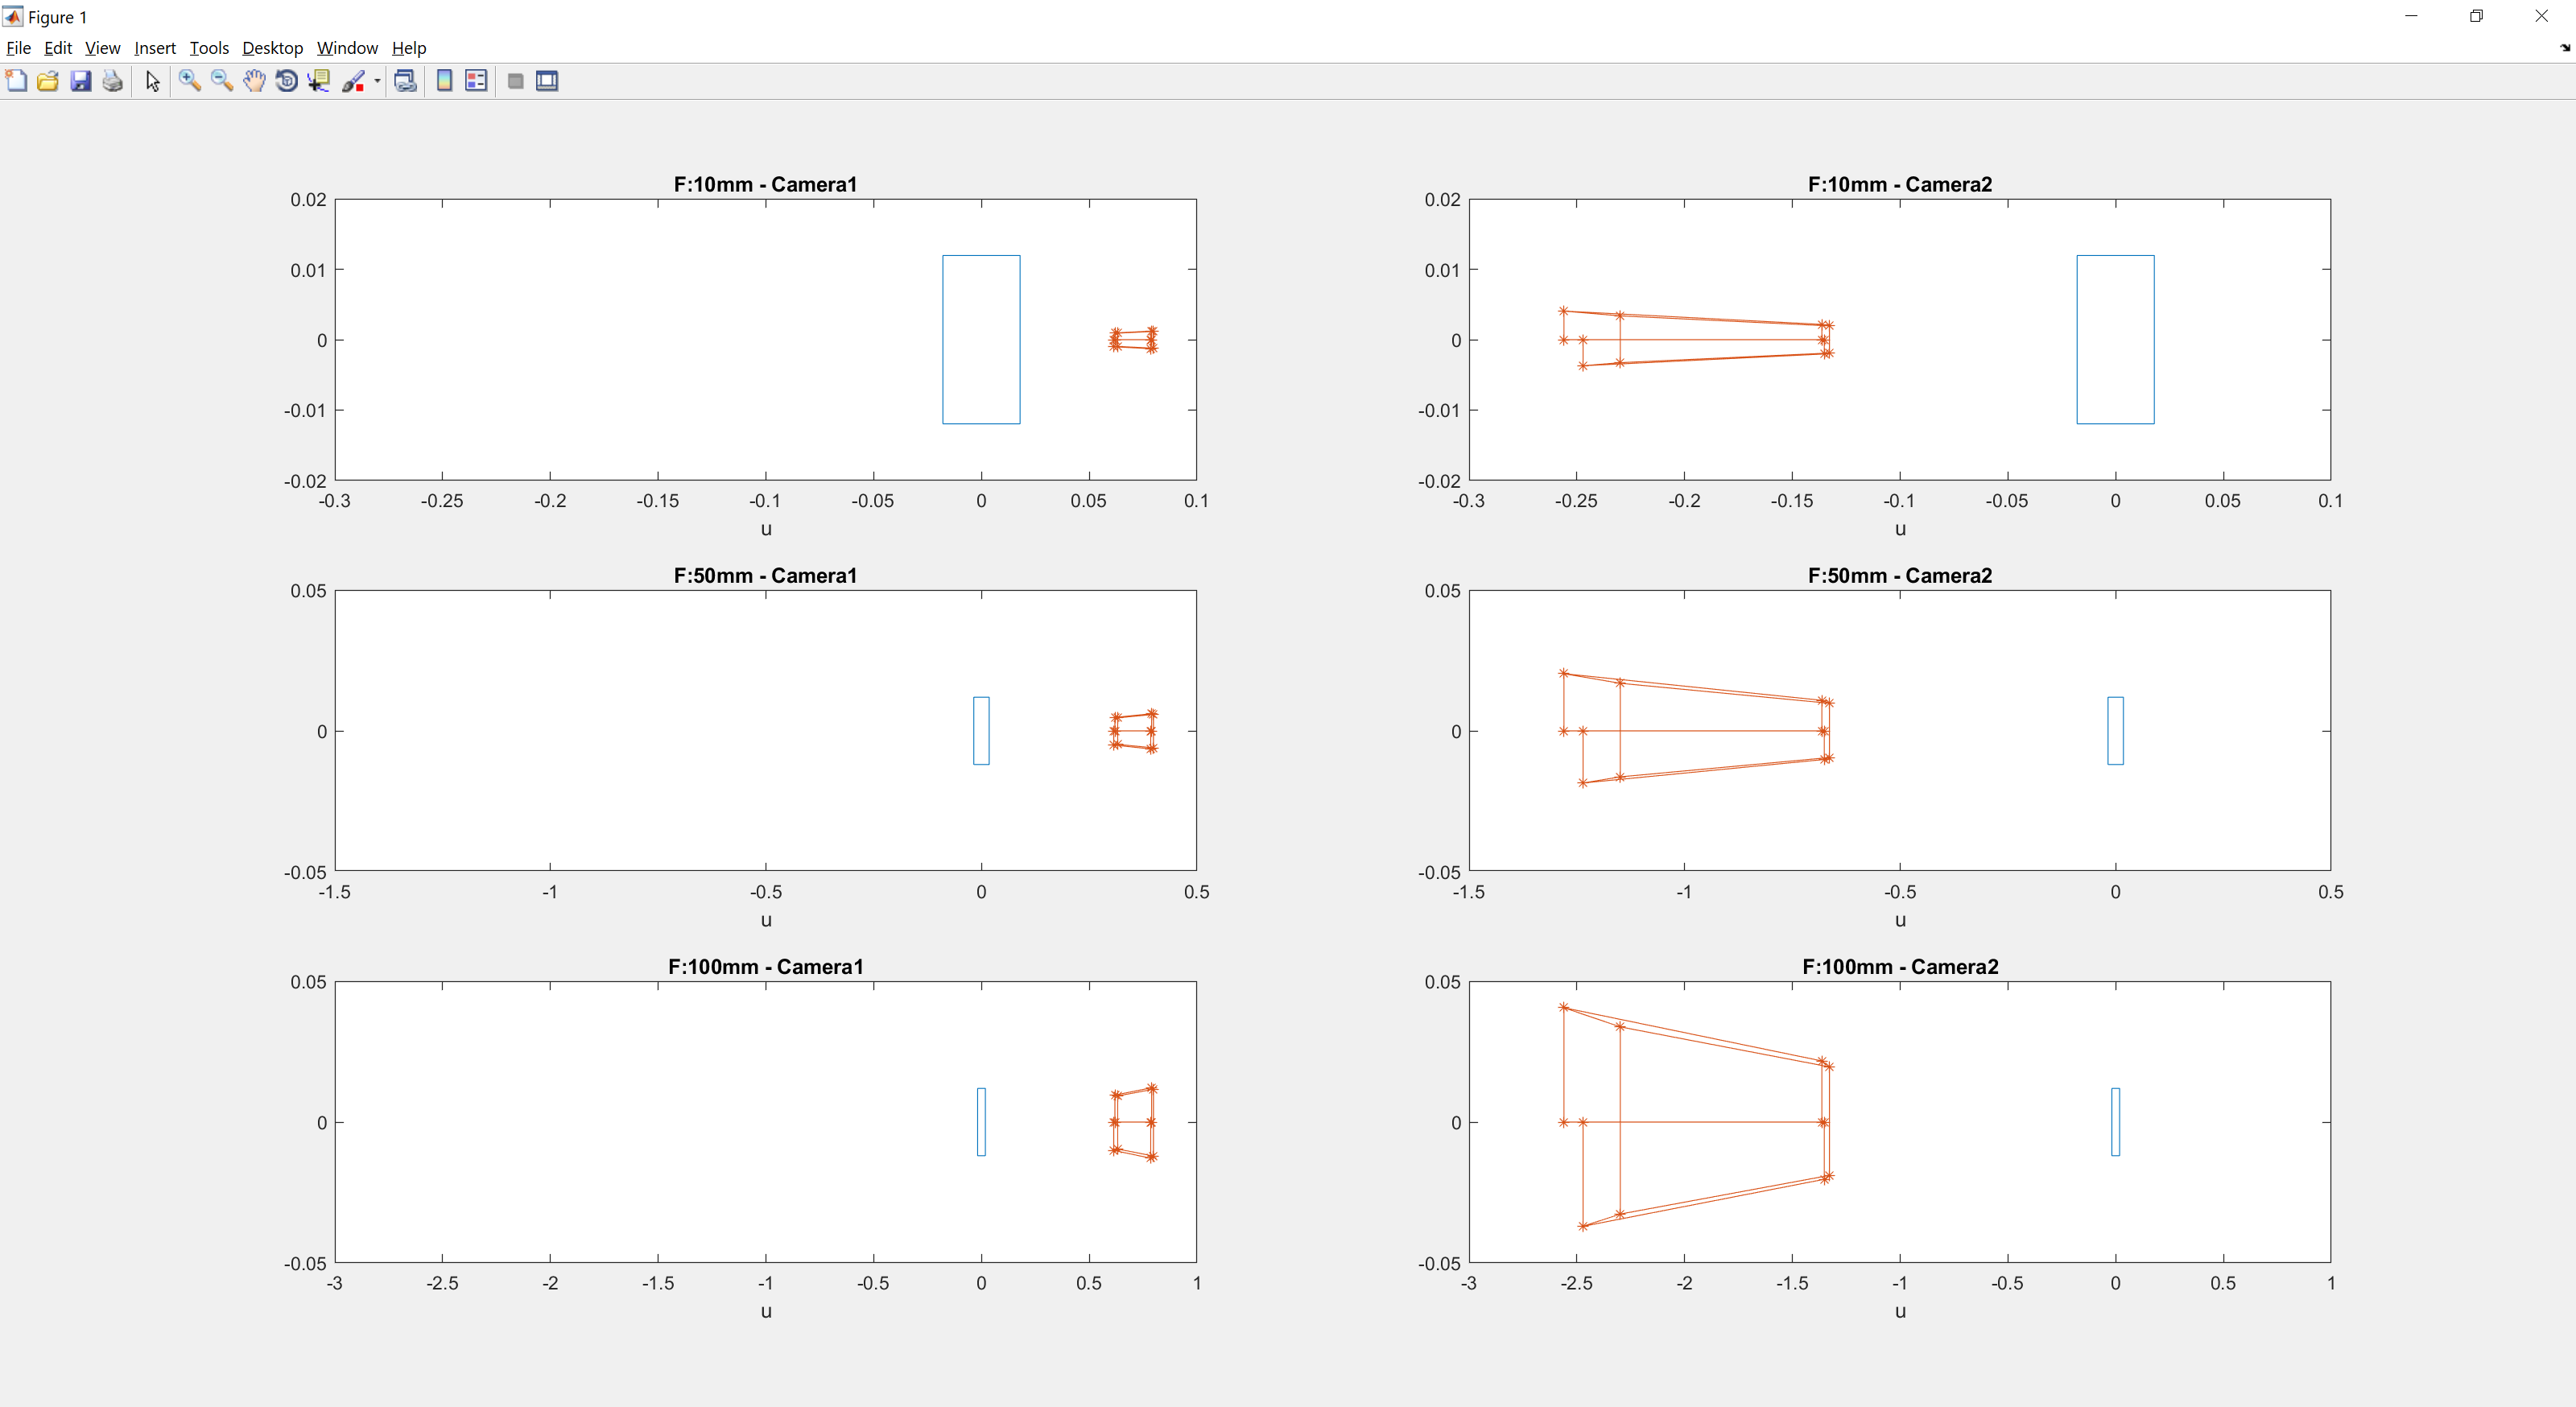 Figure 1
File Edit View Insert Tools Desktop Window Help
F:10mm - Camera1
0.02
0.01
0
-0.01
-0.02
-0.3 -0.25 -0.2 -0.15 -0.1 -0.05 0 0.05 0.1
u
F:10mm - Camera2
0.02
0.01
0
-0.01
-0.02
-0.3 -0.25 -0.2 -0.15 -0.1 -0.05 0 0.05 0.1
u
F:50mm - Camera1
0.05
0
-0.05
-1.5 -1 -0.5 0 0.5
u
F:50mm - Camera2
0.05
0
-0.05
-1.5 -1 -0.5 0 0.5
u
F:100mm - Camera1
0.05
0
-0.05
-3 -2.5 -2 -1.5 -1 -0.5 0 0.5 1
u
F:100mm - Camera2
0.05
0
-0.05
-3 -2.5 -2 -1.5 -1 -0.5 0 0.5 1
u